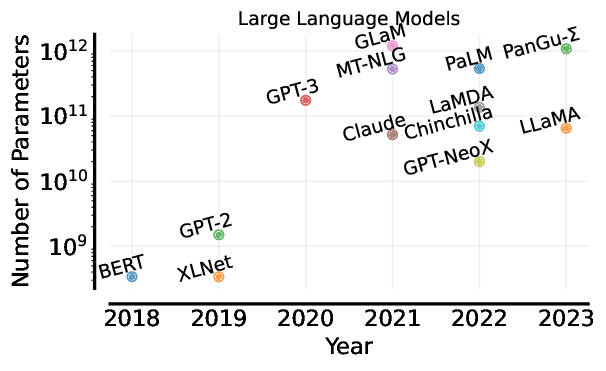 Large Language Models
Number of Parameters
10¹²
10¹¹
10¹⁰
10⁹
GLaM
MT-NLG
PaLM
PanGu-Σ
GPT-3
LaMDA
Claude
Chinchilla
LLaMA
GPT-NeoX
GPT-2
BERT
XLNet
2018 2019 2020 2021 2022 2023
Year